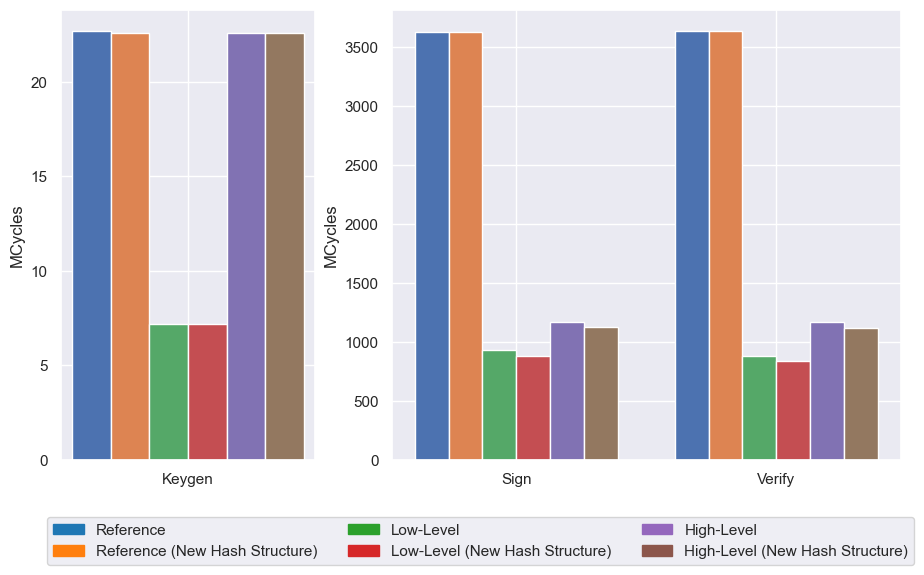 MCycles
20
15
10
5
0
Keygen
MCycles
3500
3000
2500
2000
1500
1000
500
0
Sign
Verify
Reference
Reference (New Hash Structure)
Low-Level
Low-Level (New Hash Structure)
High-Level
High-Level (New Hash Structure)